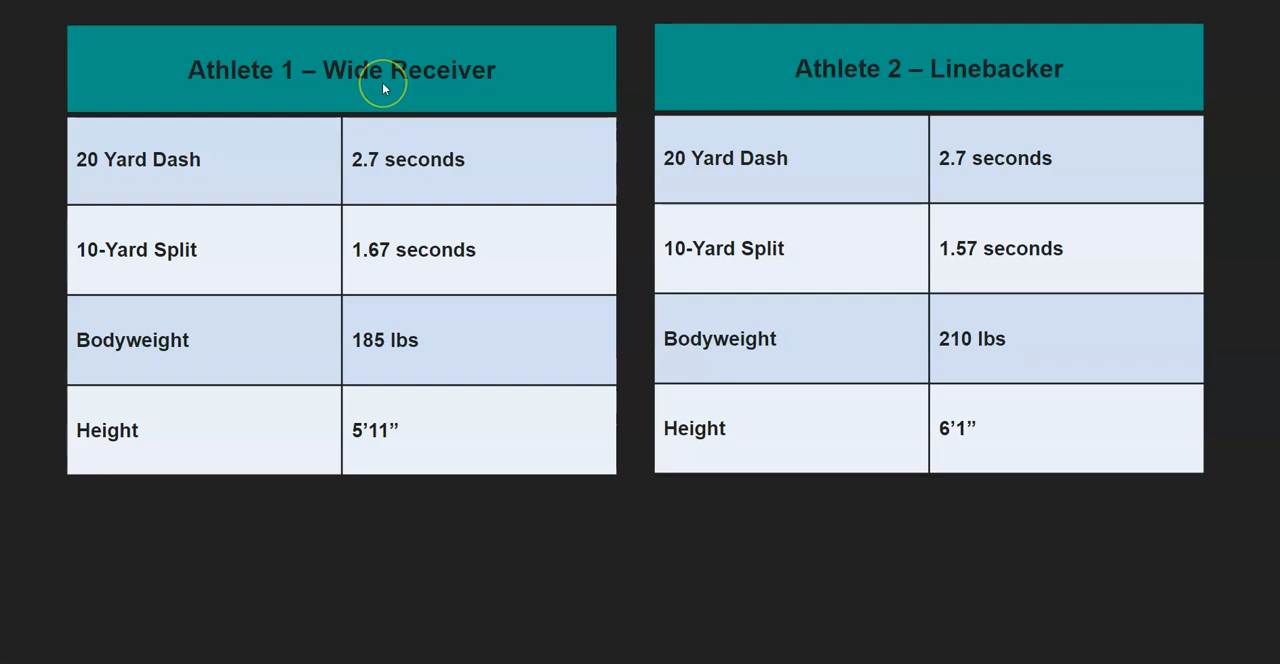 Athlete 1 – Wide Receiver
20 Yard Dash 2.7 seconds
10-Yard Split 1.67 seconds
Bodyweight 185 lbs
Height 5’11”
Athlete 2 – Linebacker
20 Yard Dash 2.7 seconds
10-Yard Split 1.57 seconds
Bodyweight 210 lbs
Height 6’1”